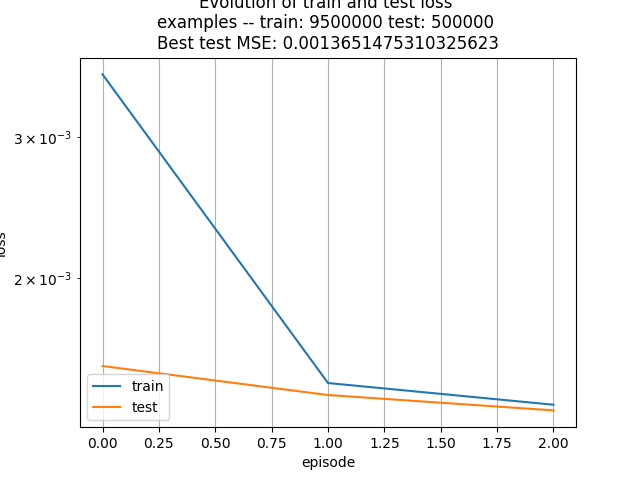 Evolution of train and test loss
examples -- train: 9500000 test: 500000
Best test MSE: 0.0013651475310325623
loss
3 × 10⁻³
2 × 10⁻³
train
test
0.00 0.25 0.50 0.75 1.00 1.25 1.50 1.75 2.00
episode